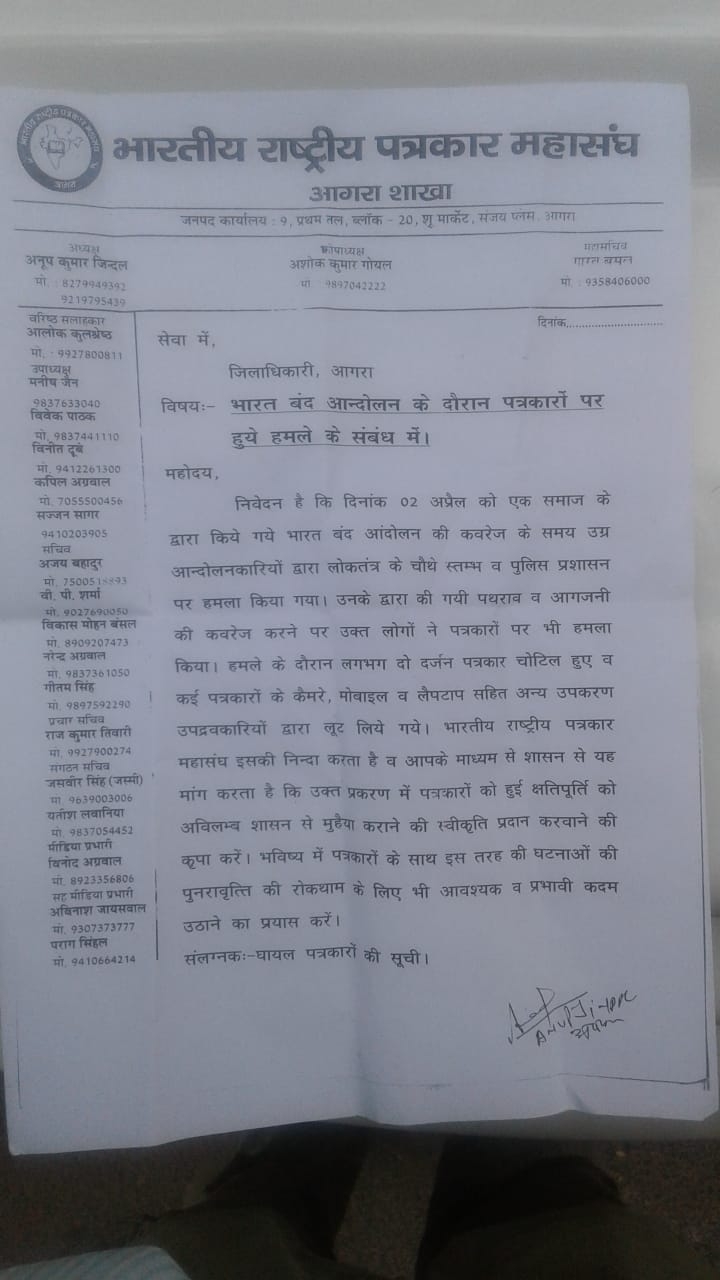 भारतीय राष्ट्रीय पत्रकार महासंघ
आगरा शाखा
जनपद कार्यालय : 9, प्रथम तल, ब्लॉक - 20, शू मार्केट, संजय प्लेस, आगरा
अध्यक्ष
अनूप कुमार जिन्दल
मो. : 8279949392
9219795439
कोषाध्यक्ष
अशोक कुमार गोयल
मो. : 9897042222
महासचिव
मो. : 9358406000
वरिष्ठ सलाहकार
आलोक कुलश्रेष्ठ
मो. : 9927800811
उपाध्यक्ष
मनीष जैन
9837633040
विवेक पाठक
मो. 9837441110
विनीत दूबे
मो. 9412261300
कपिल अग्रवाल
मो. 7055500456
सज्जन सागर
9410203905
सचिव
अजय बहादुर
मो.
वी. पी. शर्मा
मो. 9027690050
विकास मोहन बंसल
मो. 8909207473
नरेन्द्र अग्रवाल
मो. 9837361050
गौतम सिंह
मो. 9897592290
प्रचार सचिव
राज कुमार तिवारी
मो. 9927900274
संगठन सचिव
जसवीर सिंह (जस्सी)
मो. 9639003006
यतीश लवानिया
मो. 9837054452
मीडिया प्रभारी
विनोद अग्रवाल
मो. 8923356806
सह मीडिया प्रभारी
अविनाश जायसवाल
मो. 9307373777
पराग सिंहल
मो. 9410664214
दिनांक..............................
सेवा में,
जिलाधिकारी, आगरा
विषयः- भारत बंद आन्दोलन के दौरान पत्रकारों पर
हुये हमले के संबंध में।
महोदय,
निवेदन है कि दिनांक 02 अप्रैल को एक समाज के
द्वारा किये गये भारत बंद आंदोलन की कवरेज के समय उग्र
आन्दोलनकारियों द्वारा लोकतंत्र के चौथे स्तम्भ व पुलिस प्रशासन
पर हमला किया गया। उनके द्वारा की गयी पथराव व आगजनी
की कवरेज करने पर उक्त लोगों ने पत्रकारों पर भी हमला
किया। हमले के दौरान लगभग दो दर्जन पत्रकार चोटिल हुए व
कई पत्रकारों के कैमरे, मोबाइल व लैपटाप सहित अन्य उपकरण
उपद्रवकारियों द्वारा लूट लिये गये। भारतीय राष्ट्रीय पत्रकार
महासंघ इसकी निन्दा करता है व आपके माध्यम से शासन से यह
मांग करता है कि उक्त प्रकरण में पत्रकारों को हुई क्षतिपूर्ति को
अविलम्ब शासन से मुहैया कराने की स्वीकृति प्रदान करवाने की
कृपा करें। भविष्य में पत्रकारों के साथ इस तरह की घटनाओं की
पुनरावृत्ति की रोकथाम के लिए भी आवश्यक व प्रभावी कदम
उठाने का प्रयास करें।
संलग्नकः-घायल पत्रकारों की सूची।